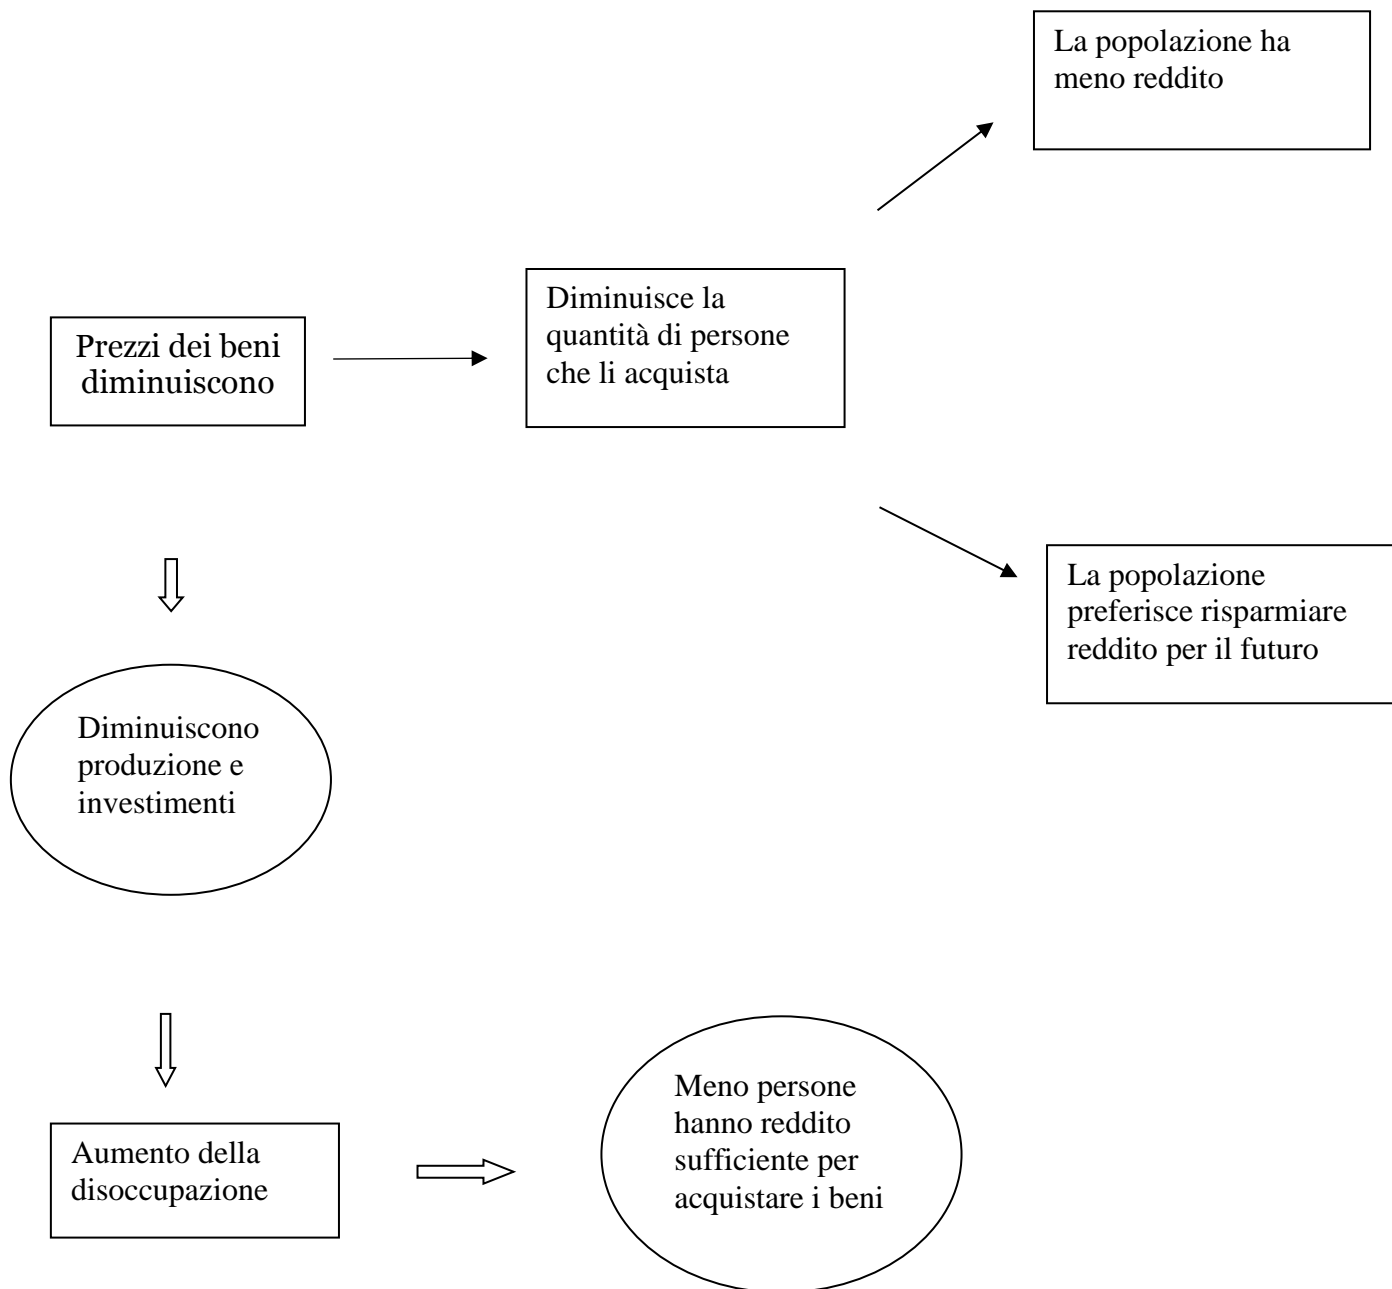 La popolazione ha
meno reddito
Diminuisce la
quantità di persone
che li acquista
Prezzi dei beni
diminuiscono
La popolazione
preferisce risparmiare
reddito per il futuro
Diminuiscono
produzione e
investimenti
Meno persone
hanno reddito
sufficiente per
acquistare i beni
Aumento della
disoccupazione